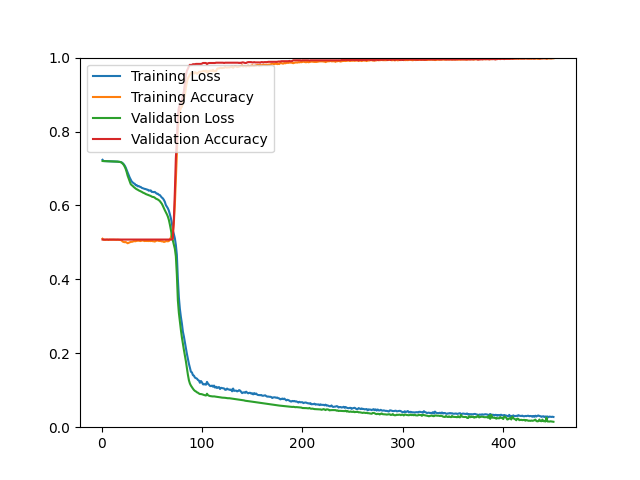 1.0
0.8
0.6
0.4
0.2
0.0
Training Loss
Training Accuracy
Validation Loss
Validation Accuracy
0 100 200 300 400